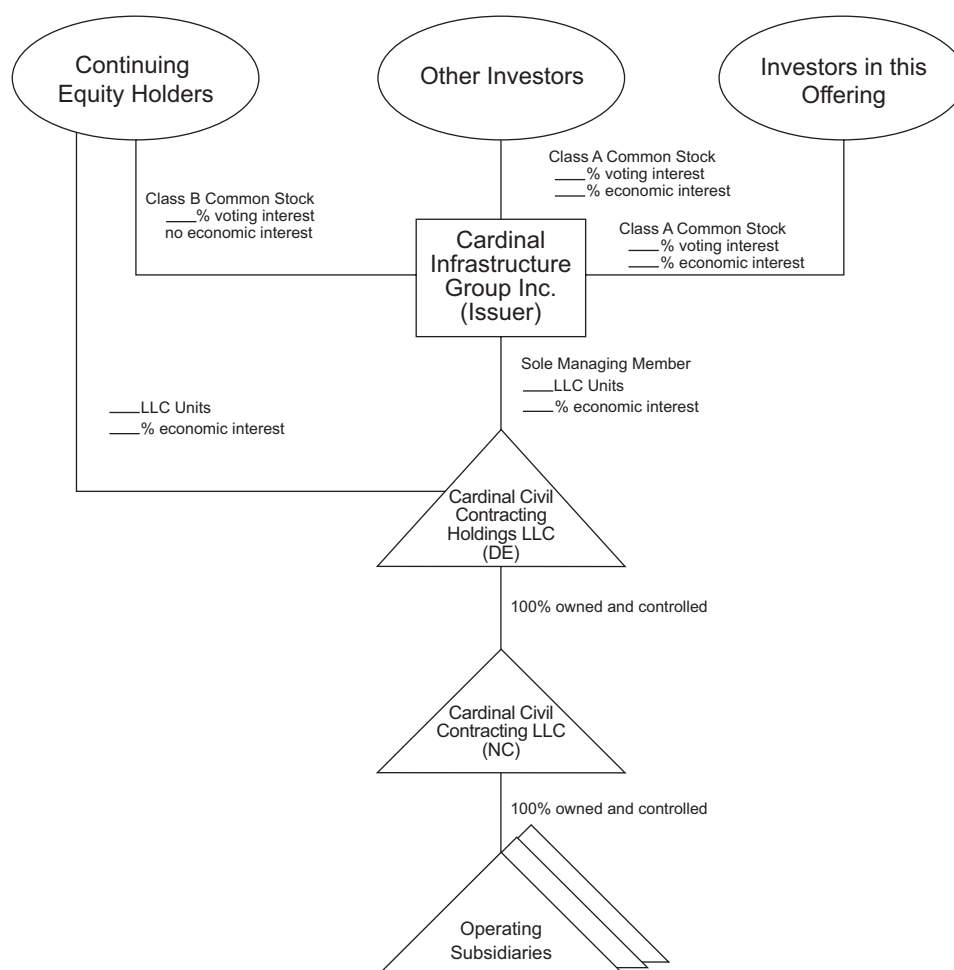 Continuing
Equity Holders
Other Investors
Investors in this
Offering
Class B Common Stock
____% voting interest
no economic interest
Class A Common Stock
____% voting interest
____% economic interest
Class A Common Stock
____% voting interest
____% economic interest
Cardinal
Infrastructure
Group Inc.
(Issuer)
Sole Managing Member
____LLC Units
____% economic interest
____LLC Units
____% economic interest
Cardinal Civil
Contracting
Holdings LLC
(DE)
100% owned and controlled
Cardinal Civil
Contracting LLC
(NC)
100% owned and controlled
Operating
Subsidiaries